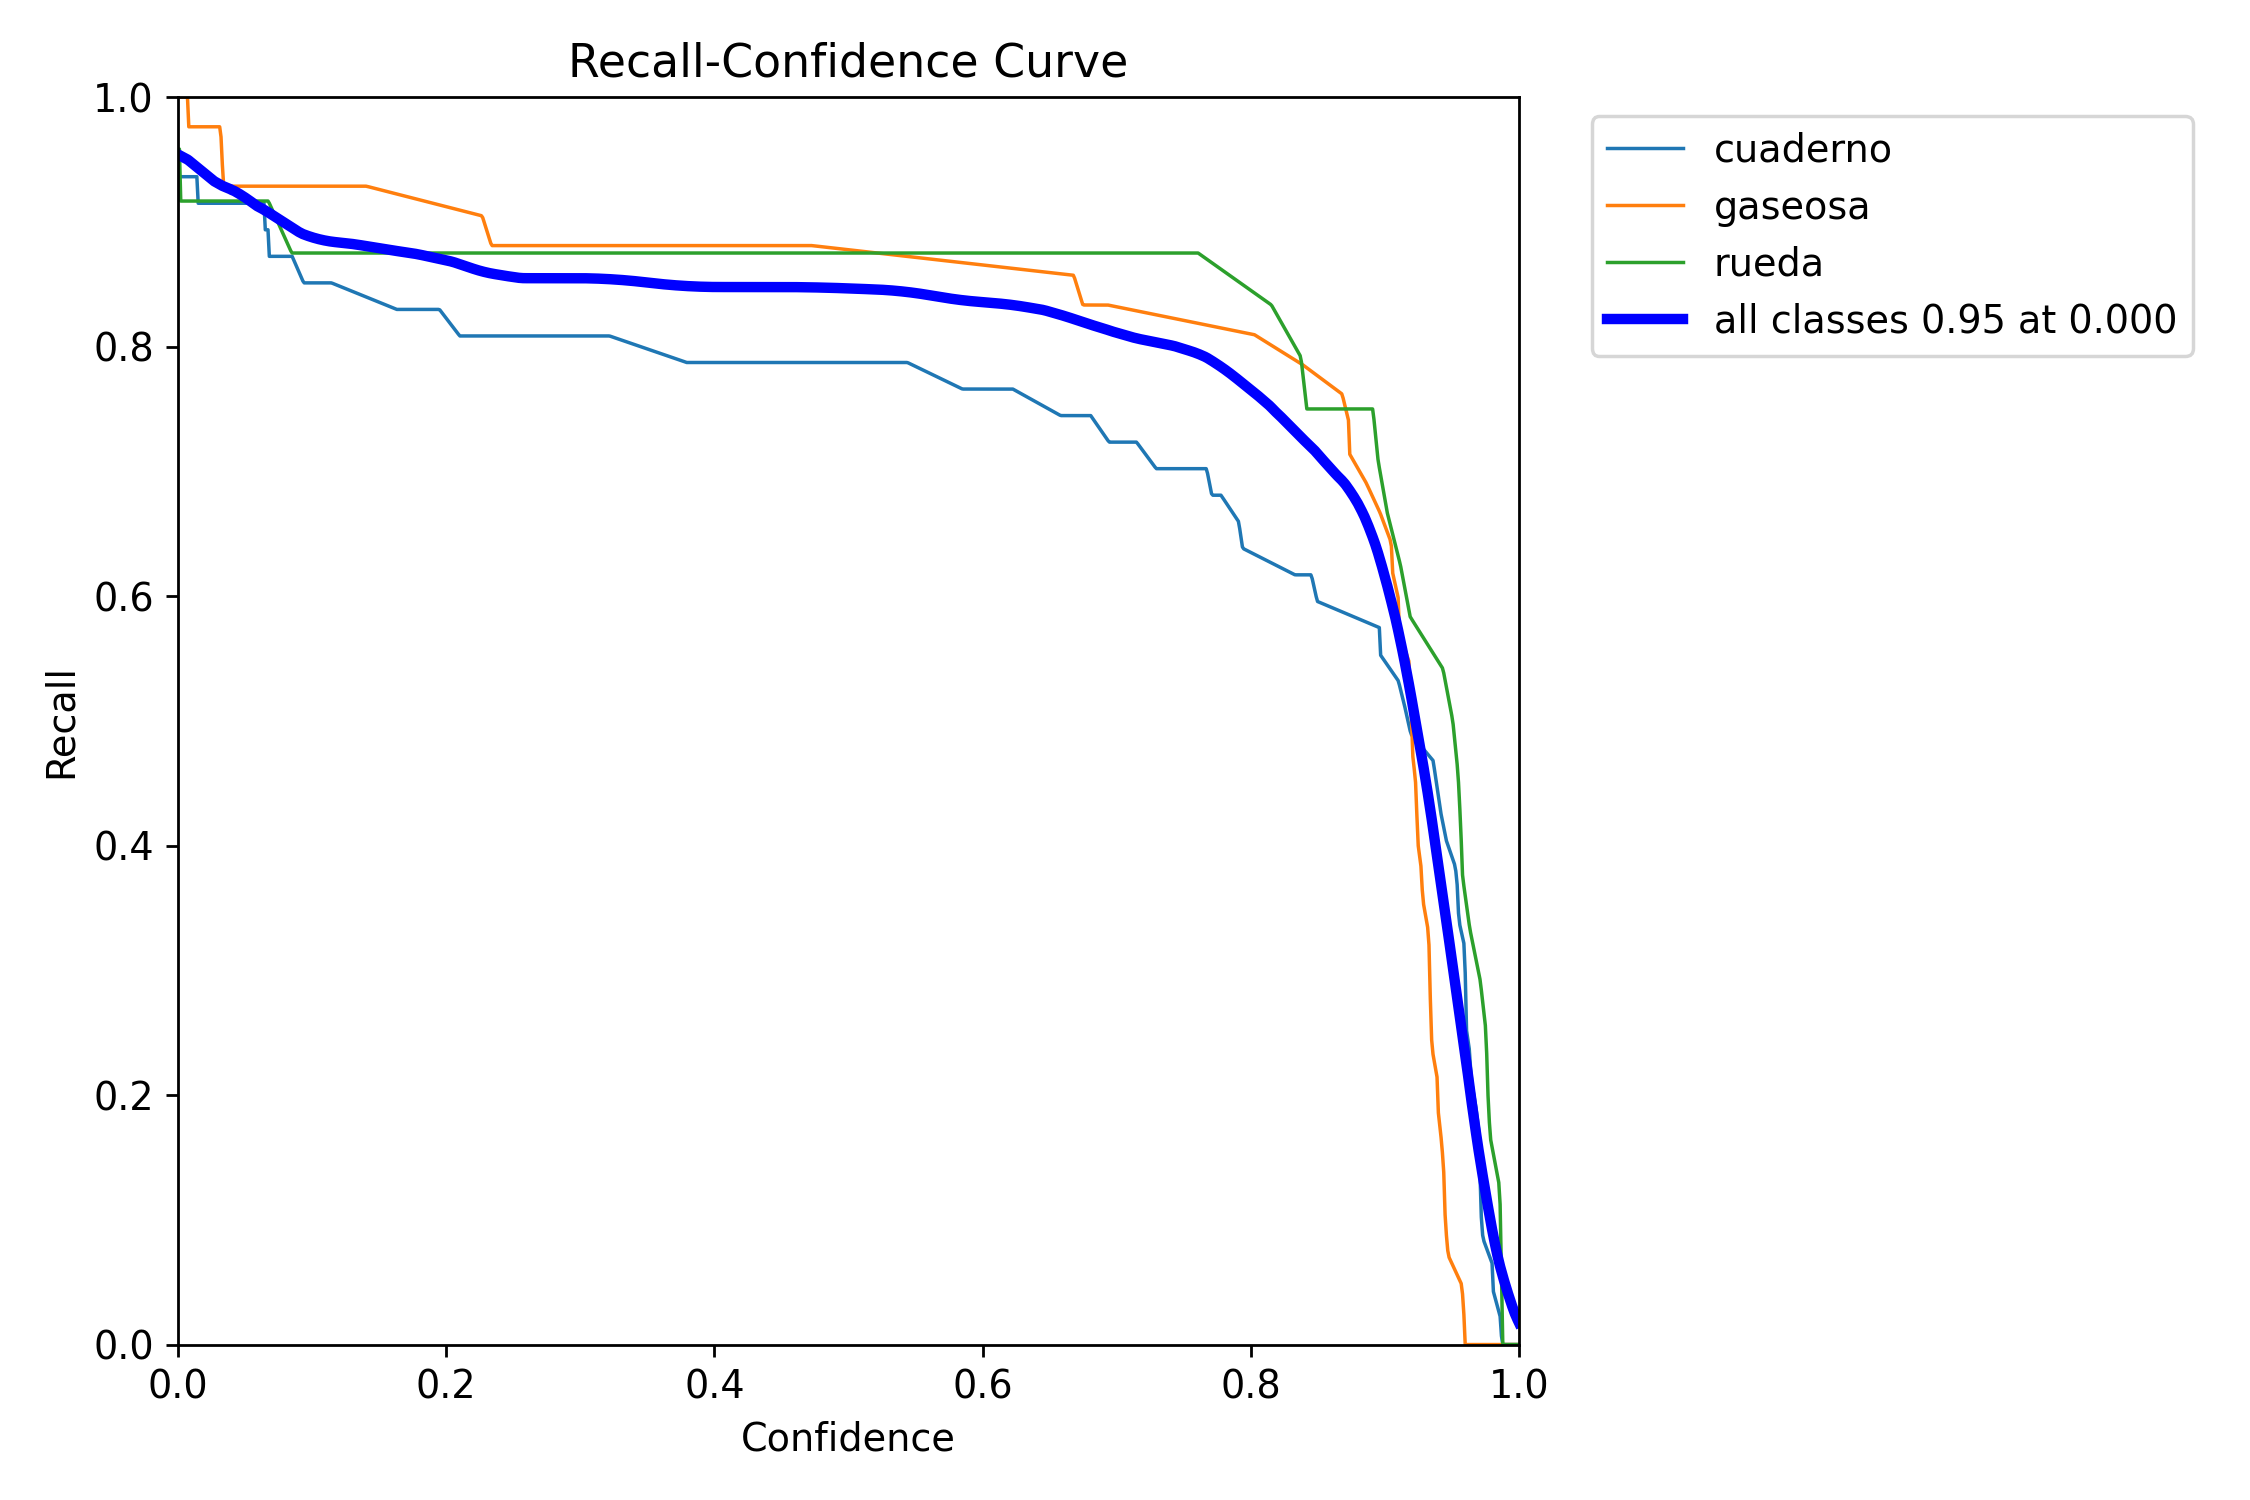 Recall-Confidence Curve
1.0
0.8
0.6
0.4
0.2
0.0
Recall
0.0 0.2 0.4 0.6 0.8 1.0
Confidence
cuaderno
gaseosa
rueda
all classes 0.95 at 0.000